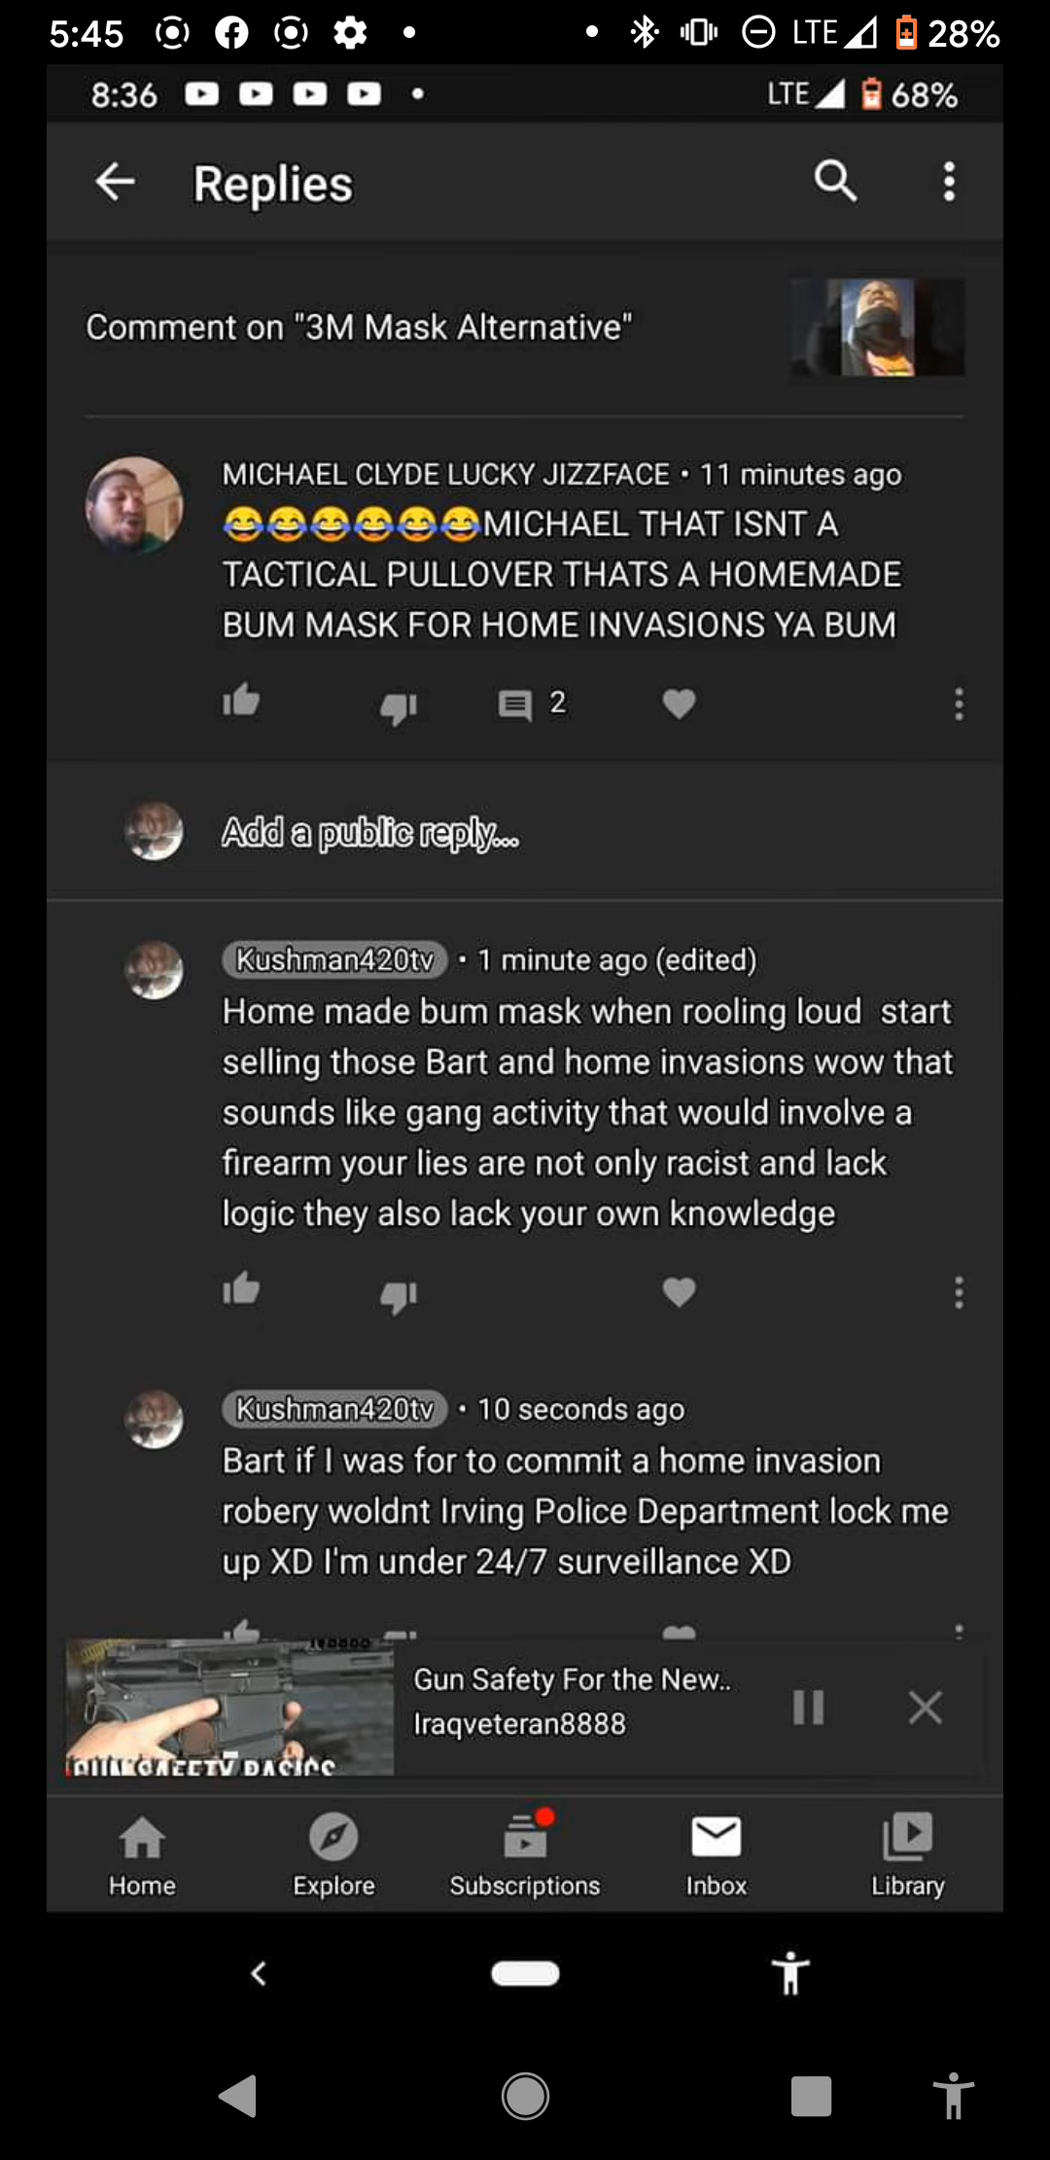 5:45 LTE 28%
8:36 LTE 68%
Replies
Comment on "3M Mask Alternative"
MICHAEL CLYDE LUCKY JIZZFACE • 11 minutes ago
😂😂😂😂😂😂MICHAEL THAT ISNT A
TACTICAL PULLOVER THATS A HOMEMADE
BUM MASK FOR HOME INVASIONS YA BUM
2
Add a public reply...
Kushman420tv • 1 minute ago (edited)
Home made bum mask when rooling loud  start
selling those Bart and home invasions wow that
sounds like gang activity that would involve a
firearm your lies are not only racist and lack
logic they also lack your own knowledge
Kushman420tv • 10 seconds ago
Bart if I was for to commit a home invasion
robery woldnt Irving Police Department lock me
up XD I'm under 24/7 surveillance XD
Gun Safety For the New..
Iraqveteran8888
GUN SAFETY BASICS
Home
Explore
Subscriptions
Inbox
Library